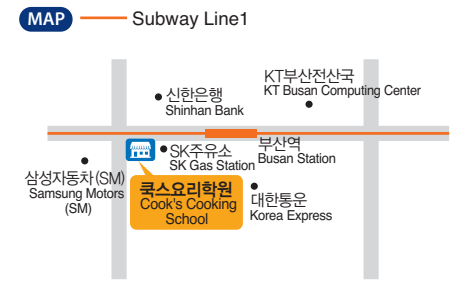 MAP
Subway Line1
KT부산전산국
KT Busan Computing Center
신한은행
Shinhan Bank
SK주유소
SK Gas Station
부산역
Busan Station
삼성자동차(SM)
Samsung Motors
(SM)
쿡스요리학원
Cook's Cooking
School
대한통운
Korea Express